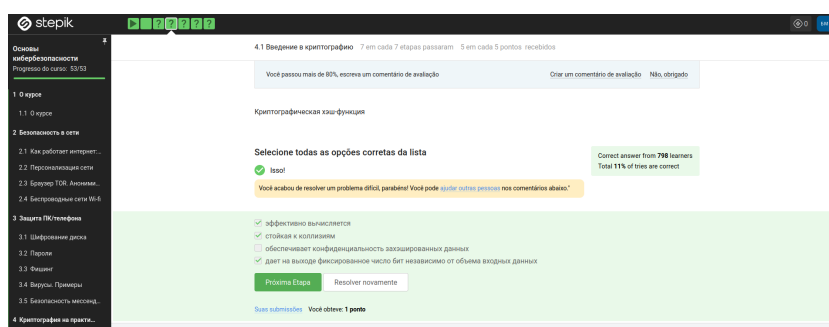 stepik
0
Основы
кибербезопасности
Progresso do curso: 53/53
1 О курсе
1.1 О курсе
2 Безопасность в сети
2.1 Как работает интернет:...
2.2 Персонализация сети
2.3 Браузер TOR. Аноними...
2.4 Беспроводные сети Wi-fi
3 Защита ПК/телефона
3.1 Шифрование диска
3.2 Пароли
3.3 Фишинг
3.4 Вирусы. Примеры
3.5 Безопасность мессенд...
4 Криптография на практи...
4.1 Введение в криптографию 7 em cada 7 etapas passaram 5 em cada 5 pontos recebidos
Você passou mais de 80%, escreva um comentário de avaliação Criar um comentário de avaliação Não, obrigado
Криптографическая хэш-функция
Selecione todas as opções corretas da lista
Isso!
Você acabou de resolver um problema difícil, parabéns! Você pode ajudar outras pessoas nos comentários abaixo."
Correct answer from 798 learners
Total 11% of tries are correct
эффективно вычисляется
стойкая к коллизиям
обеспечивает конфиденциальность захэшированных данных
дает на выходе фиксированное число бит независимо от объема входных данных
Próxima Etapa Resolver novamente
Suas submissões Você obteve: 1 ponto